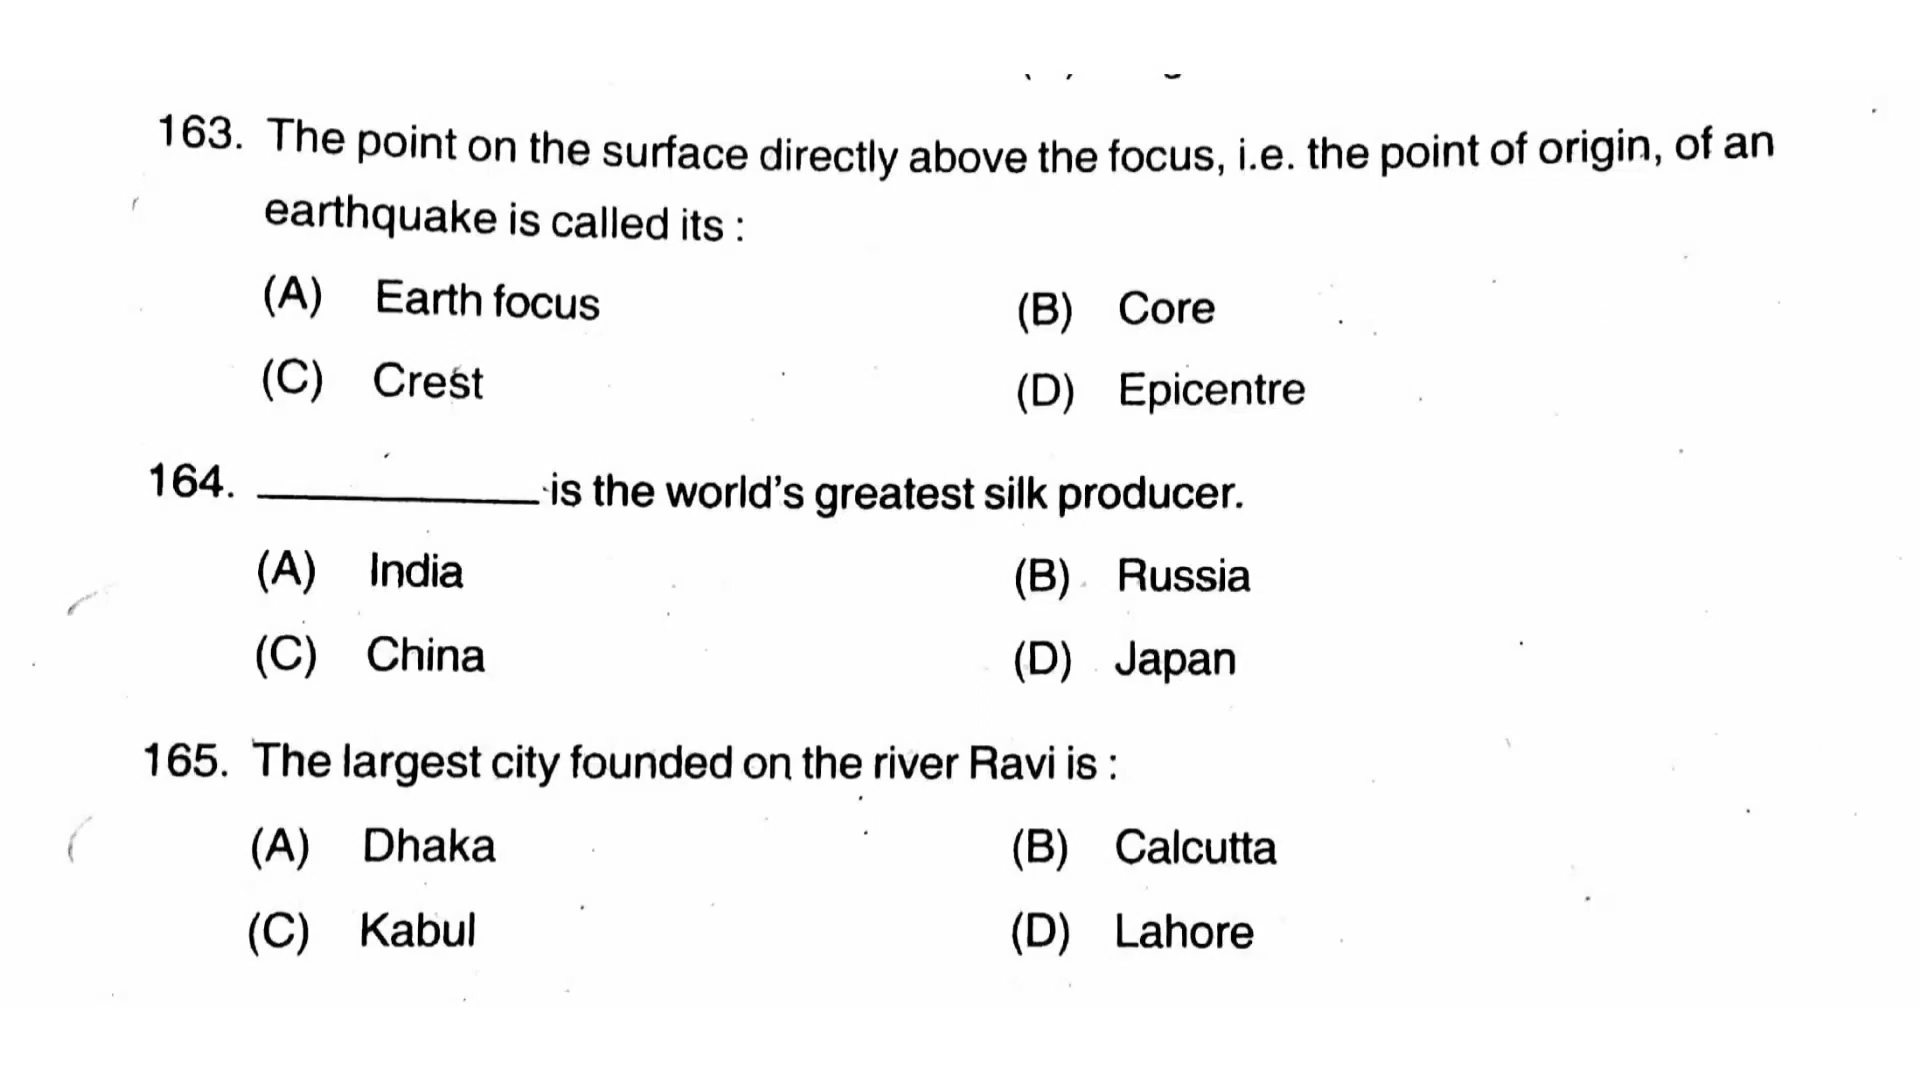 163. The point on the surface directly above the focus, i.e. the point of origin, of an
earthquake is called its :
(A) Earth focus (B) Core
(C) Crest (D) Epicentre
164. ____________ is the world's greatest silk producer.
(A) India (B) Russia
(C) China (D) Japan
165. The largest city founded on the river Ravi is :
(A) Dhaka (B) Calcutta
(C) Kabul (D) Lahore